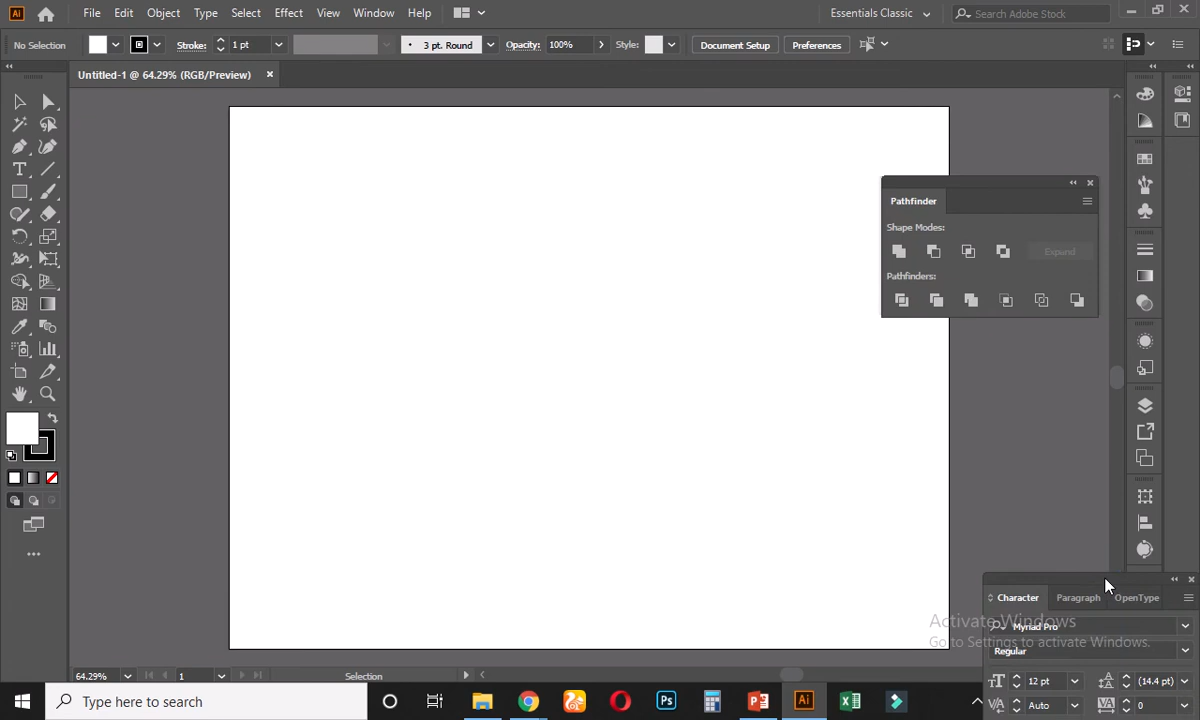 Ai File Edit Object Type Select Effect View Window Help Essentials Classic Search Adobe Stock
No Selection Stroke: 1 pt 3 pt. Round Opacity: 100% Style: Document Setup Preferences
Untitled-1 @ 64.29% (RGB/Preview)
Pathfinder
Shape Modes:
Expand
Pathfinders:
Character Paragraph OpenType
Activate Windows
Myriad Pro
Go to Settings to activate Windows.
Regular
12 pt (14.4 pt)
Auto 0
64.29% 1 Selection
Type here to search Ps Ai